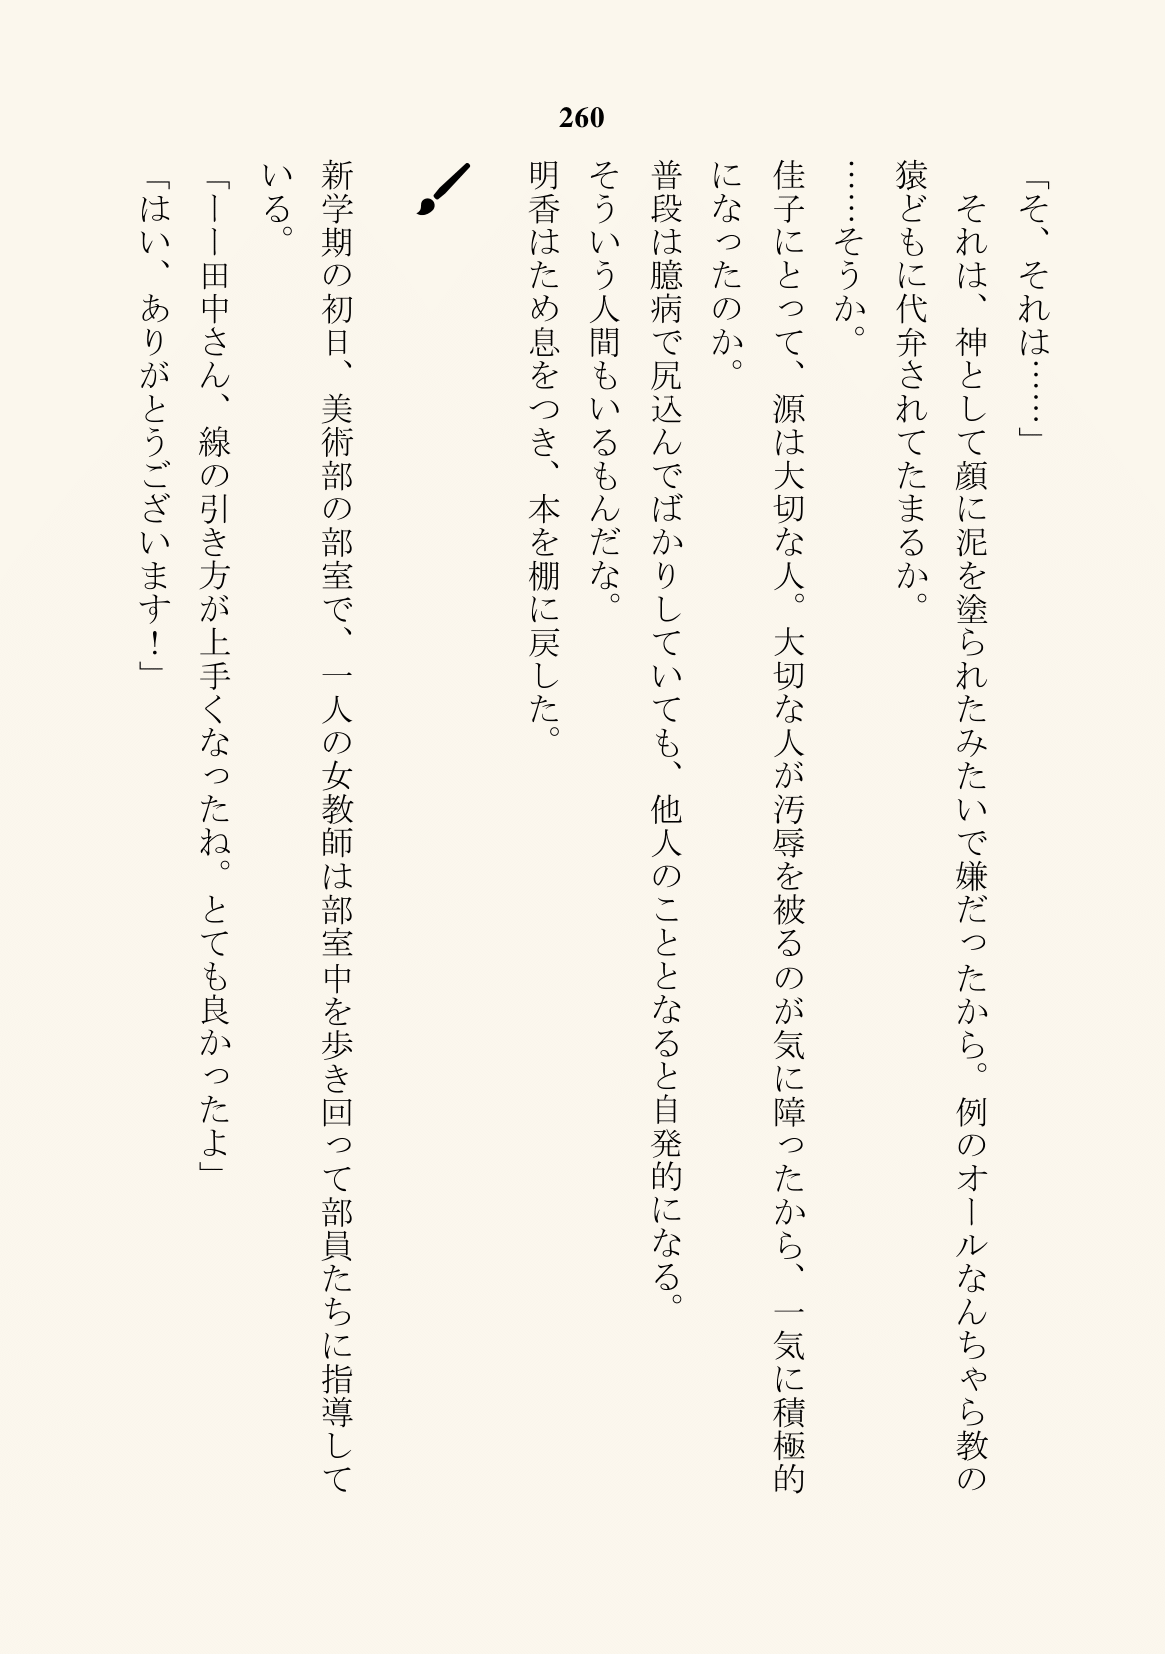 260
「そ、それは……」
　それは、神として顔に泥を塗られたみたいで嫌だったから。例のオールなんちゃら教の
猿どもに代弁されてたまるか。
……そうか。
佳子にとって、源は大切な人。大切な人が汚辱を被るのが気に障ったから、一気に積極的
になったのか。
普段は臆病で尻込んでばかりしていても、他人のこととなると自発的になる。
そういう人間もいるもんだな。
明香はため息をつき、本を棚に戻した。
新学期の初日、美術部の部室で、一人の女教師は部室中を歩き回って部員たちに指導して
いる。
「ーー田中さん、線の引き方が上手くなったね。とても良かったよ」
「はい、ありがとうございます！」